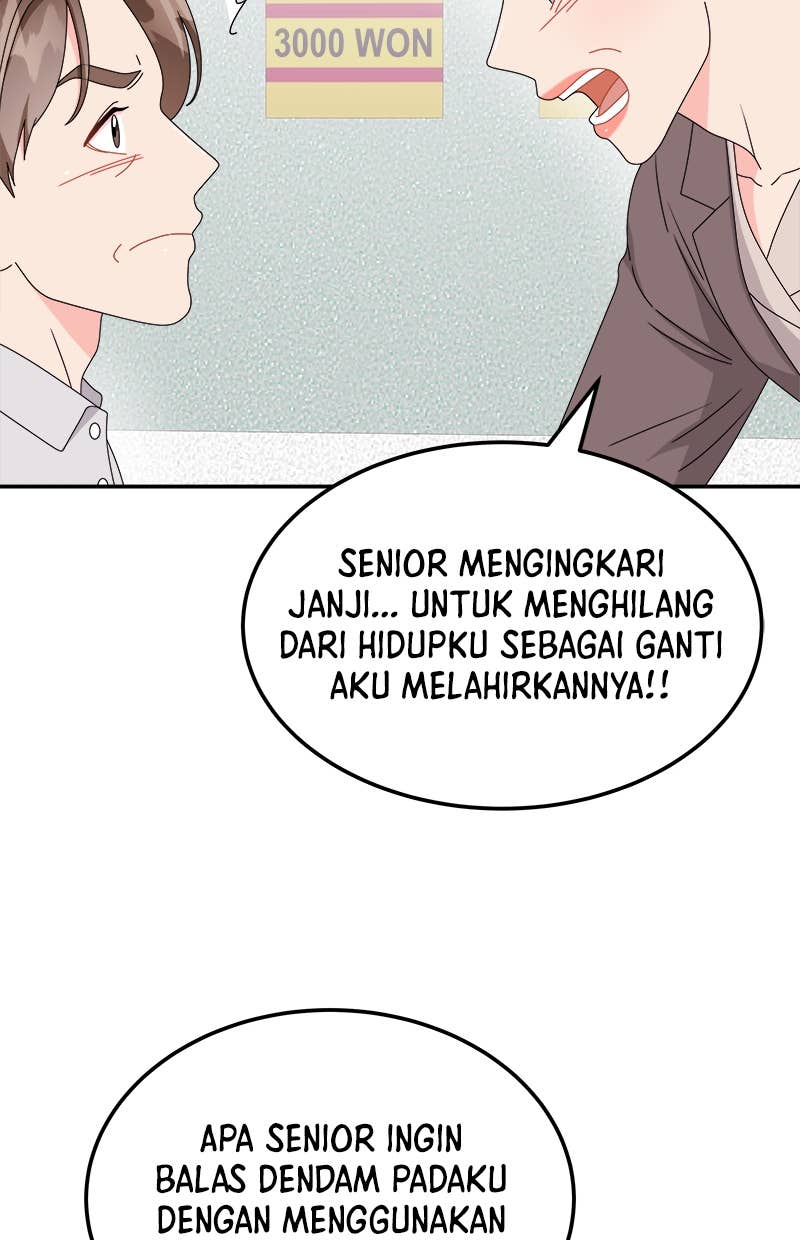 3000 WON
SENIOR MENGINGKARI
JANJI... UNTUK MENGHILANG
DARI HIDUPKU SEBAGAI GANTI
AKU MELAHIRKANNYA!!
APA SENIOR INGIN
BALAS DENDAM PADAKU
DENGAN MENGGUNAKAN